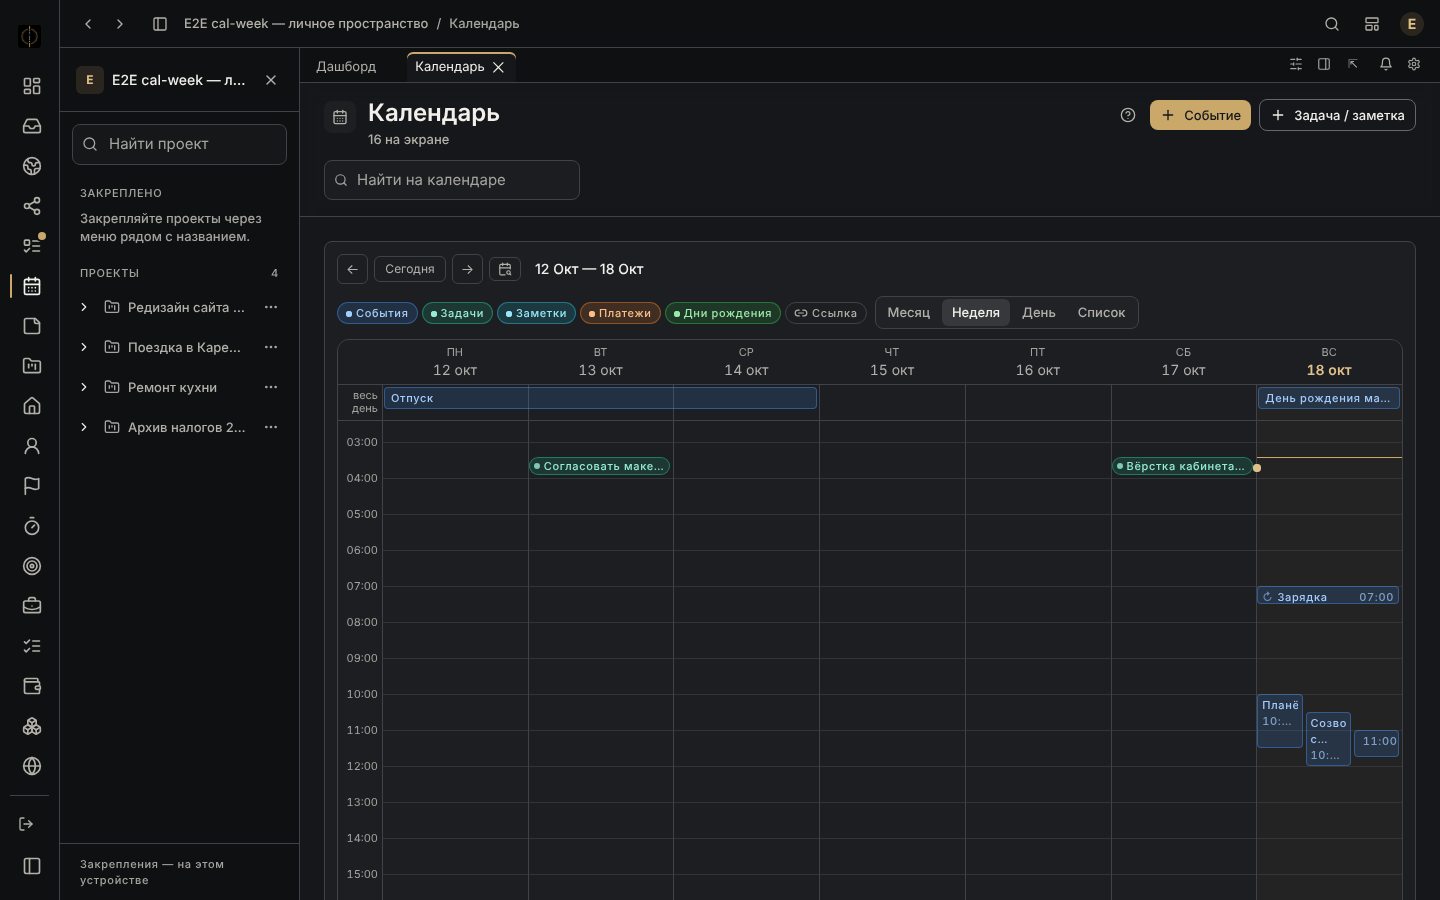 E2E cal-week — личное пространство / Календарь
E
E
E2E cal-week — л...
Найти проект
ЗАКРЕПЛЕНО
Закрепляйте проекты через
меню рядом с названием.
ПРОЕКТЫ 4
Редизайн сайта ...
Поездка в Каре...
Ремонт кухни
Архив налогов 2...
Закрепления — на этом
устройстве
Дашборд
Календарь
Календарь
16 на экране
Событие
Задача / заметка
Найти на календаре
Сегодня
12 Окт — 18 Окт
События
Задачи
Заметки
Платежи
Дни рождения
Ссылка
Месяц
Неделя
День
Список
ПН
12 окт
ВТ
13 окт
СР
14 окт
ЧТ
15 окт
ПТ
16 окт
СБ
17 окт
ВС
18 окт
весь
день
Отпуск
День рождения ма...
03:00
Согласовать маке...
Вёрстка кабинета...
04:00
05:00
06:00
07:00
Зарядка 07:00
08:00
09:00
10:00
Планё
10:...
Созво
с...
10:...
11:00
11:00
12:00
13:00
14:00
15:00